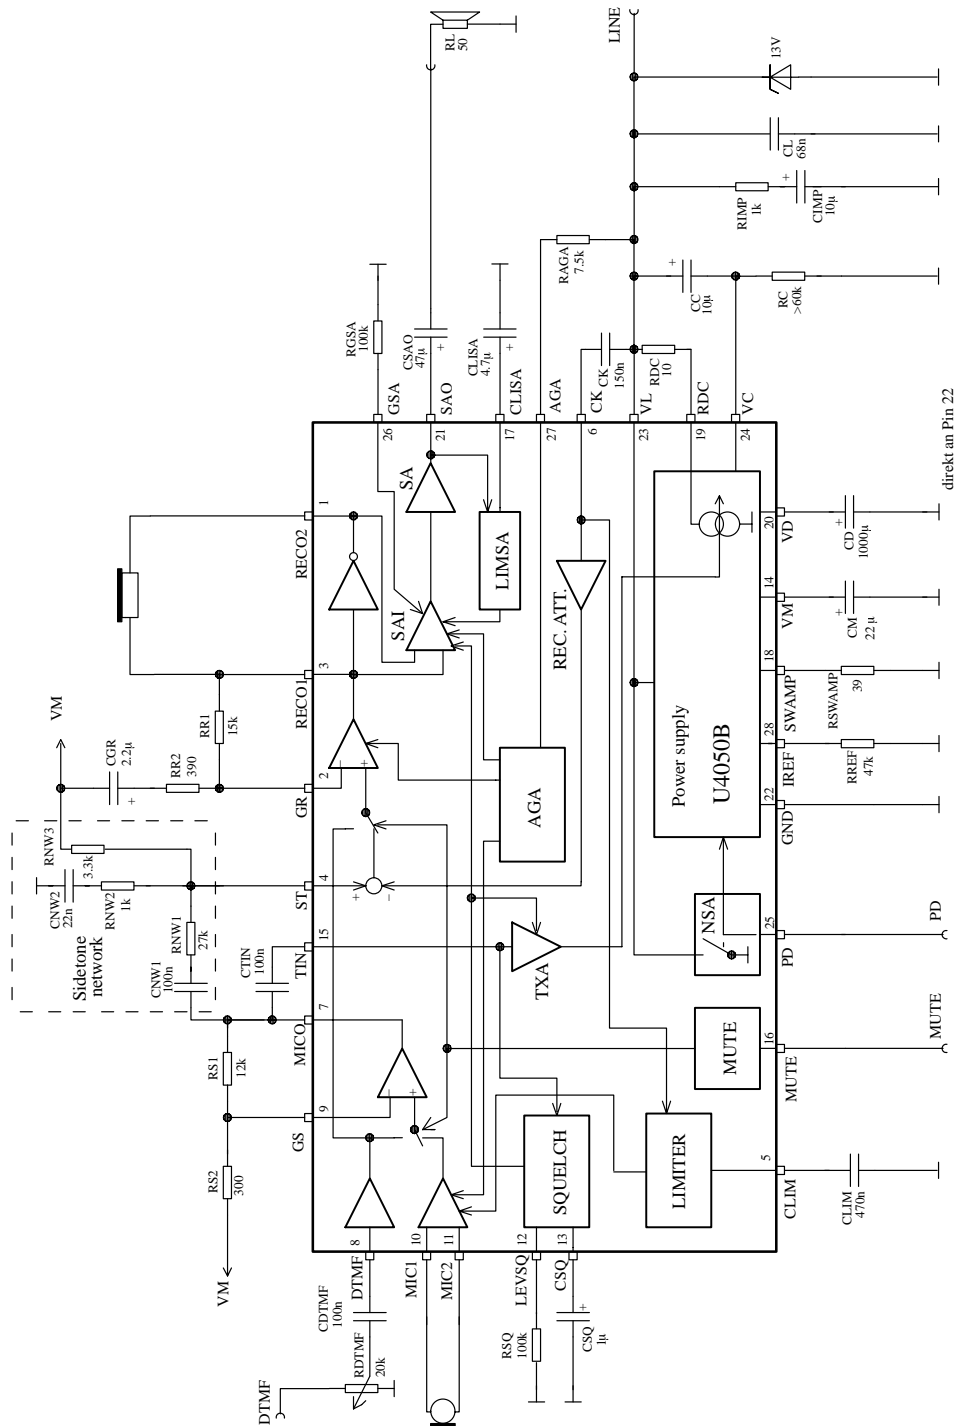 LINE
13V
CL
68n
RIMP
1k
+
CIMP
10μ
+
CC
10μ
RC
>60k
RAGA
7.5k
CK
150n
RDC
10
RL
50
RGSA
100k
CSAO
47μ
+
CLISA
4.7μ
+
GSA
SAO
CLISA
AGA
CK
VL
RDC
VC
26
21
17
27
6
23
19
24
direkt an Pin 22
RECO2
1
RECO1
3
GR
2
ST
4
TIN
15
MICO
7
GS
9
VM
CGR
2.2μ
+
RR2
390
RR1
15k
RNW3
3.3k
CNW2
22n
RNW2
1k
RNW1
27k
CNW1
100n
Sidetone
network
CTIN
100n
RS1
12k
RS2
300
VM
SA
SAI
LIMSA
REC. ATT.
AGA
TXA
SQUELCH
LIMITER
MUTE
NSA
Power supply
U4050B
−
+
+
−
−
+
20
VD
14
VM
18
SWAMP
28
IREF
22
GND
25
PD
16
MUTE
5
CLIM
+
CD
1000μ
+
CM
22 μ
RSWAMP
39
RREF
47k
PD
MUTE
CLIM
470n
8
DTMF
10
MIC1
11
MIC2
12
LEVSQ
13
CSQ
CDTMF
100n
RDTMF
20k
DTMF
RSQ
100k
+
CSQ
1μ